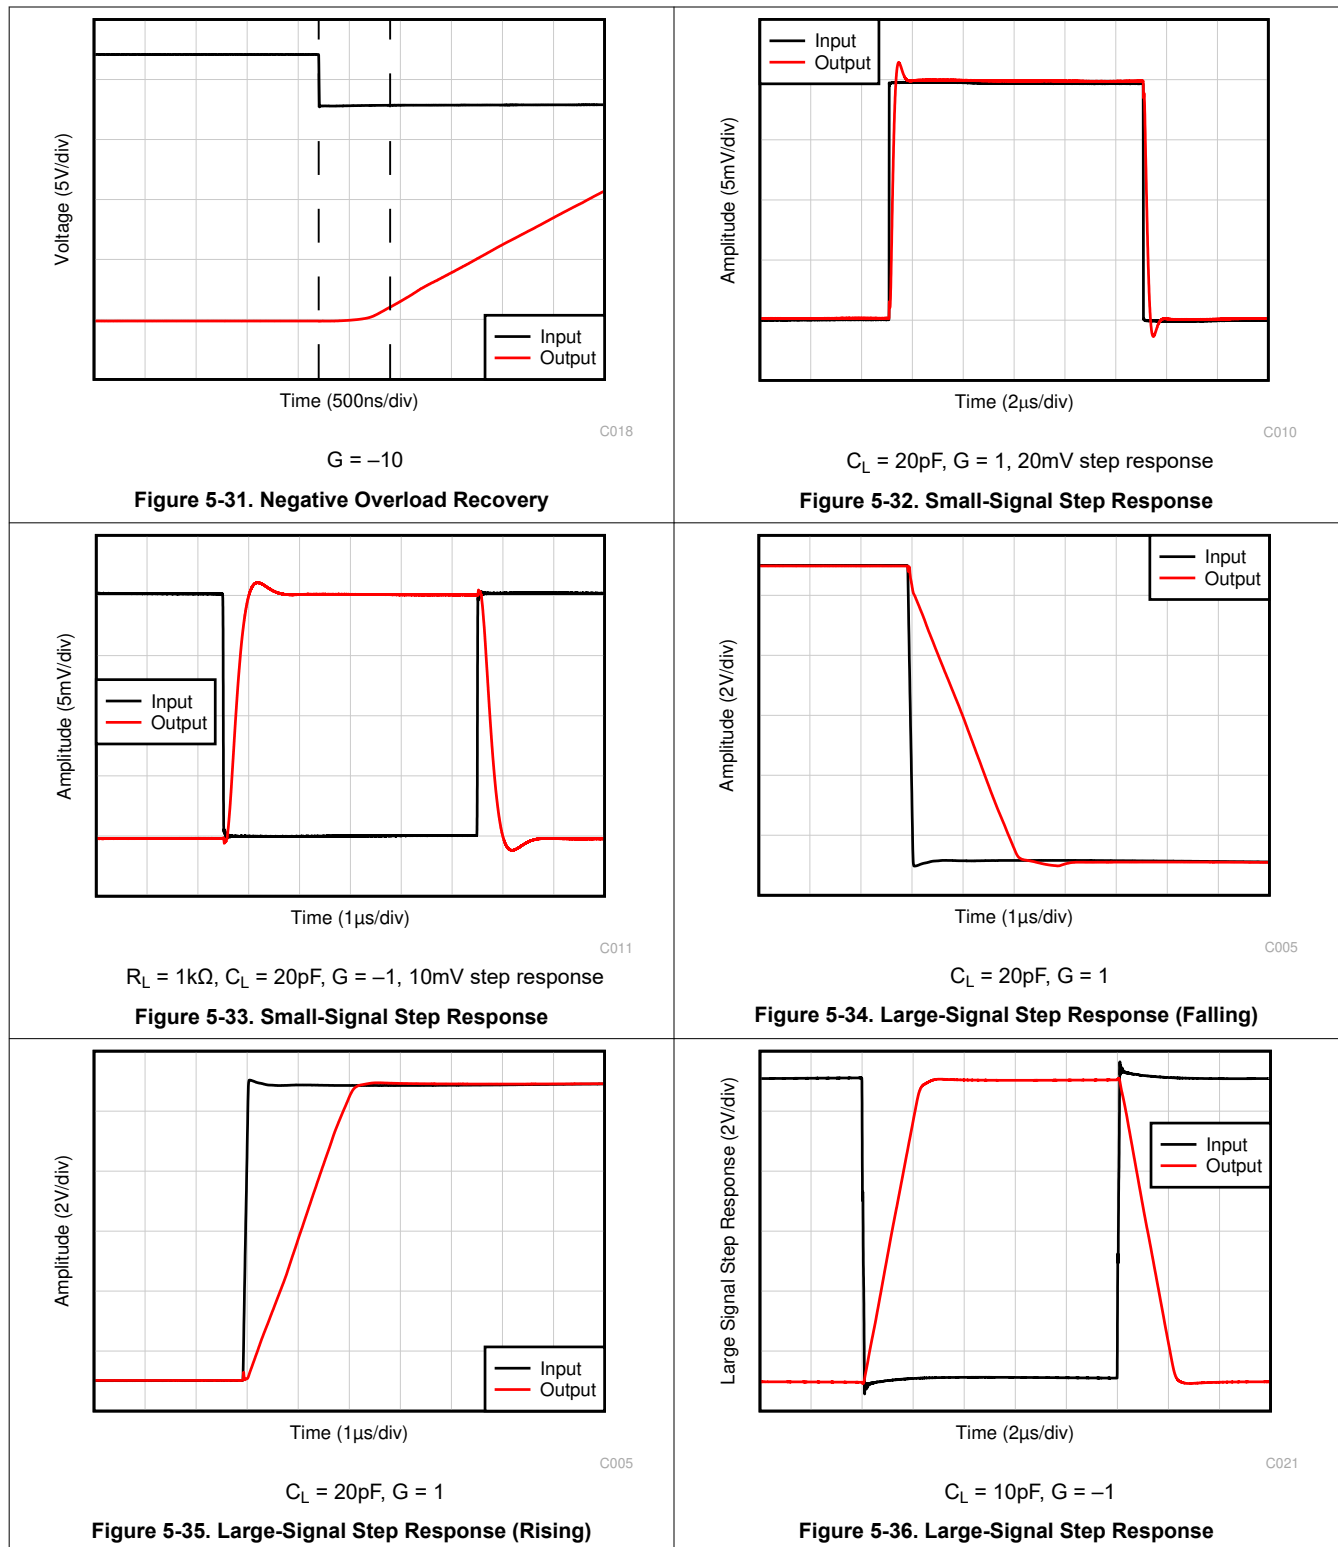 Voltage (5V/div)
Input
Output
Time (500ns/div)
C018
G = –10
Figure 5-31. Negative Overload Recovery
Amplitude (5mV/div)
Input
Output
Time (2μs/div)
C010
C_L = 20pF, G = 1, 20mV step response
Figure 5-32. Small-Signal Step Response
Amplitude (5mV/div)
Input
Output
Time (1μs/div)
C011
R_L = 1kΩ, C_L = 20pF, G = –1, 10mV step response
Figure 5-33. Small-Signal Step Response
Amplitude (2V/div)
Input
Output
Time (1μs/div)
C005
C_L = 20pF, G = 1
Figure 5-34. Large-Signal Step Response (Falling)
Amplitude (2V/div)
Input
Output
Time (1μs/div)
C005
C_L = 20pF, G = 1
Figure 5-35. Large-Signal Step Response (Rising)
Large Signal Step Response (2V/div)
Input
Output
Time (2μs/div)
C021
C_L = 10pF, G = –1
Figure 5-36. Large-Signal Step Response